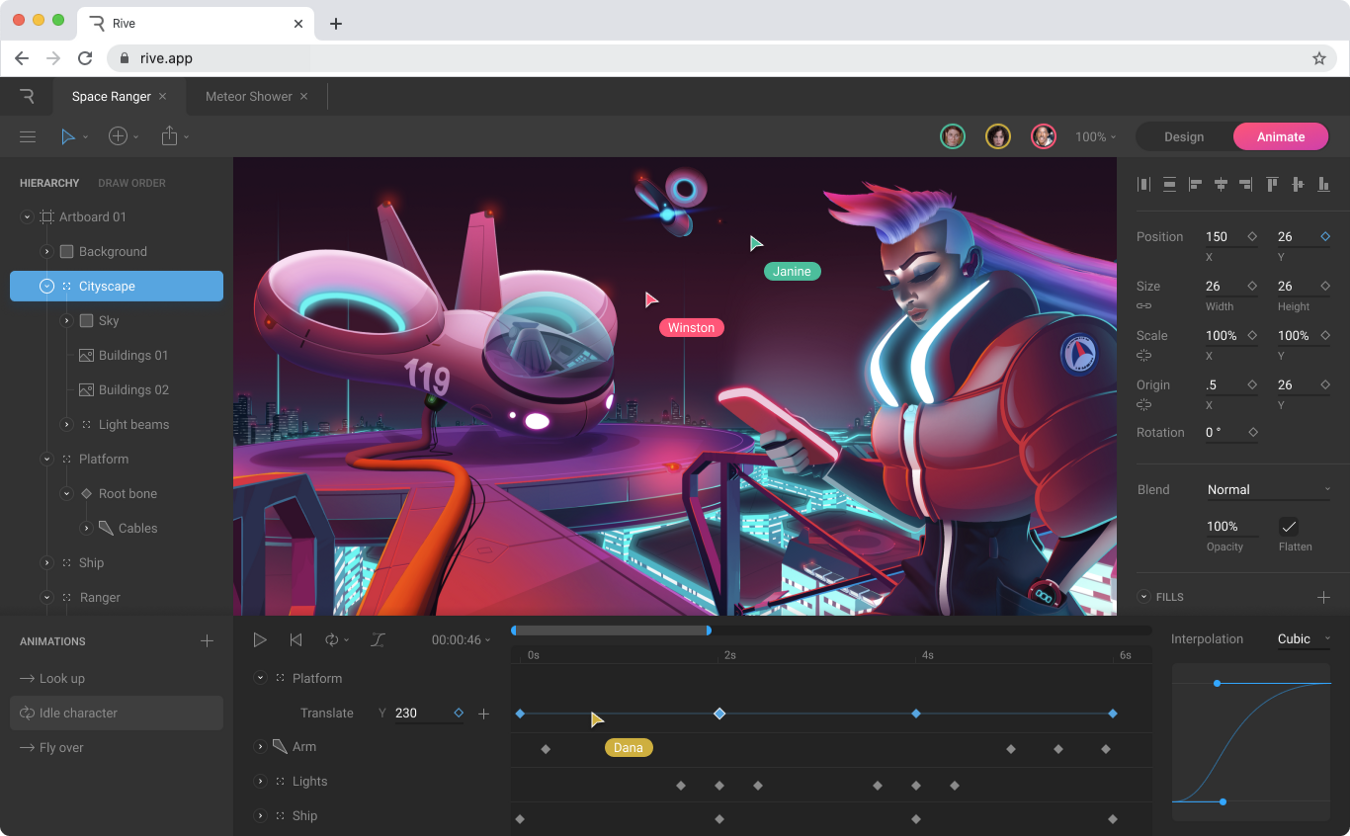 Rive
rive.app
Space Ranger
Meteor Shower
100%
Design
Animate
HIERARCHY
DRAW ORDER
Artboard 01
Background
Cityscape
Sky
Buildings 01
Buildings 02
Light beams
Platform
Root bone
Cables
Ship
Ranger
119
Janine
Winston
Position 150 26
X Y
Size 26 26
Width Height
Scale 100% 100%
X Y
Origin .5 26
X Y
Rotation 0 °
Blend Normal
100%
Opacity Flatten
FILLS
ANIMATIONS
Look up
Idle character
Fly over
00:00:46
0s 2s 4s 6s
Platform
Translate Y 230
Dana
Arm
Lights
Ship
Interpolation Cubic